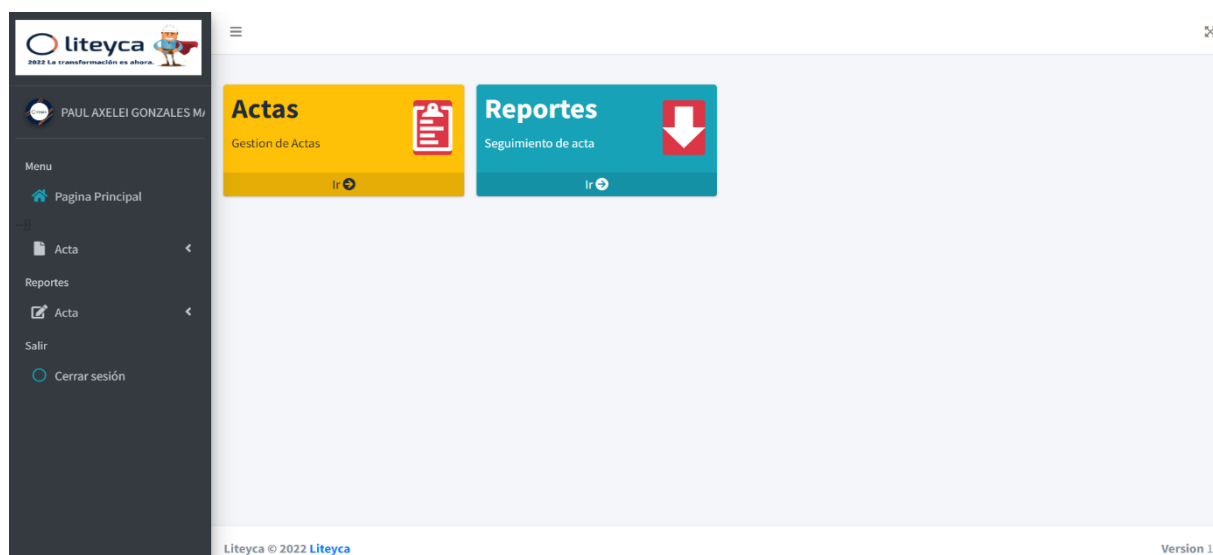 liteyca
2022 La transformación es ahora.
PAUL AXELEI GONZALES
Menu
Pagina Principal
Acta
Reportes
Acta
Salir
Cerrar sesión
Actas
Gestion de Actas
Ir
Reportes
Seguimiento de acta
Ir
Liteyca © 2022 Liteyca
Version 1